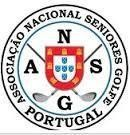 ASSOCIAÇÃO NACIONAL SENIORES GOLFE
N
A S
G
PORTUGAL